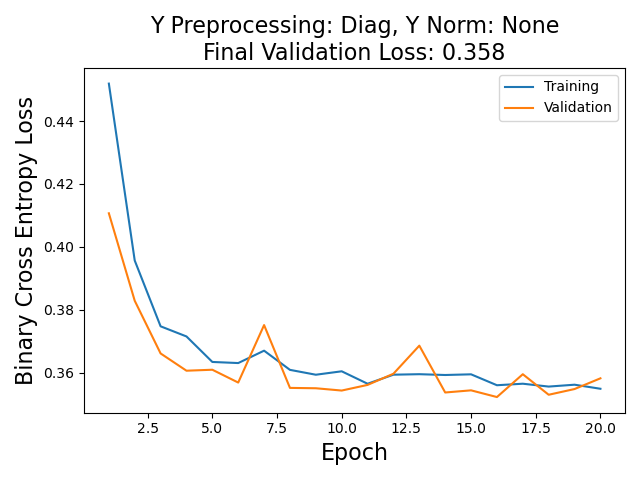 Y Preprocessing: Diag, Y Norm: None
Final Validation Loss: 0.358
Training
Validation
Binary Cross Entropy Loss
0.44
0.42
0.40
0.38
0.36
2.5 5.0 7.5 10.0 12.5 15.0 17.5 20.0
Epoch